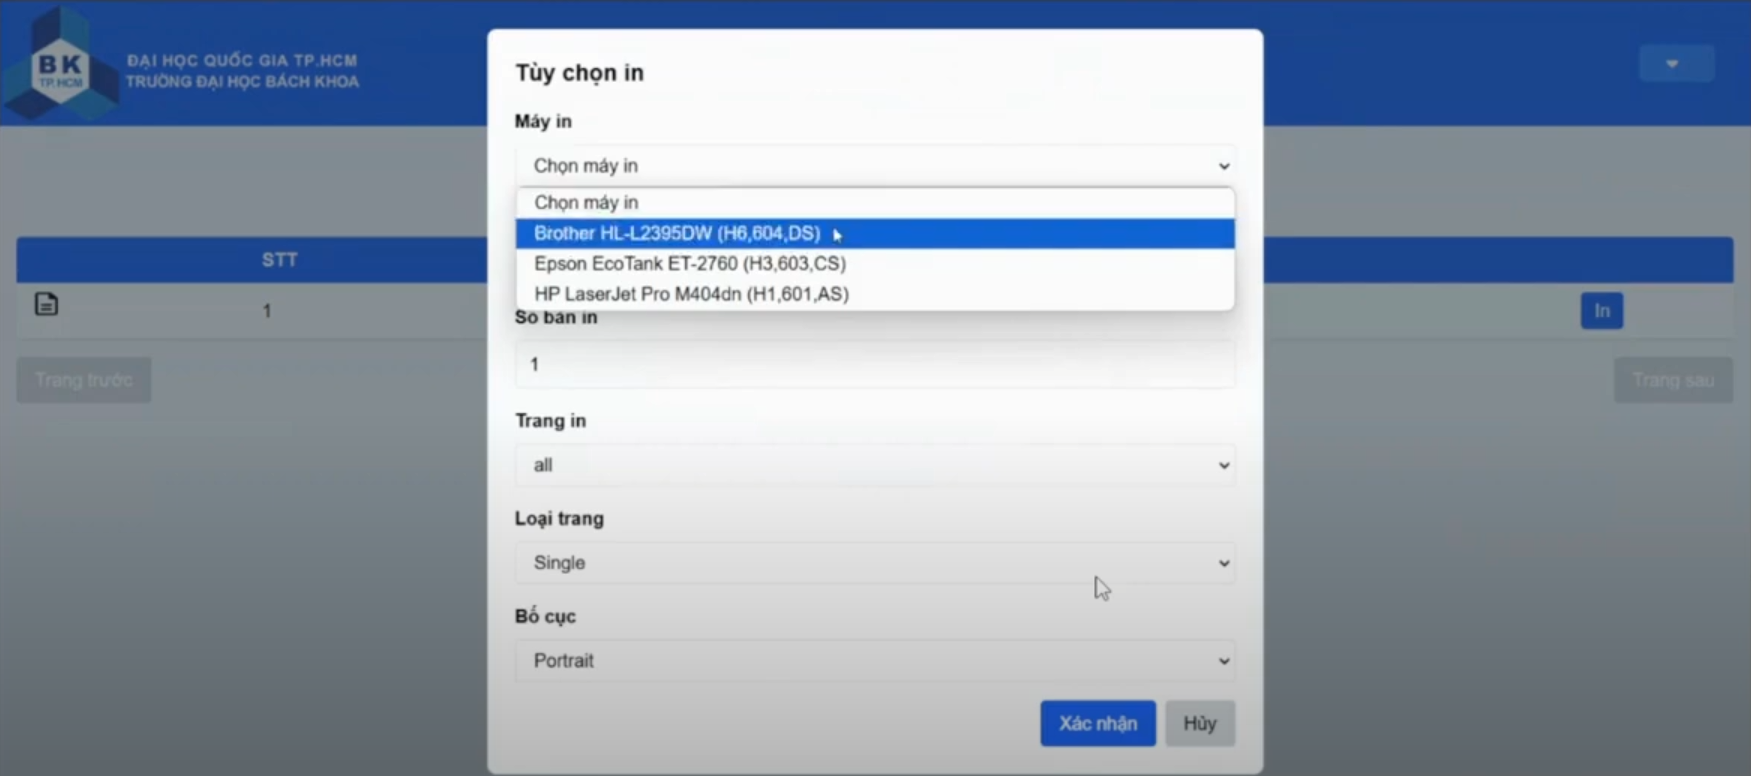 BK
TP.HCM
ĐẠI HỌC QUỐC GIA TP.HCM
TRƯỜNG ĐẠI HỌC BÁCH KHOA
Tùy chọn in
Máy in
Chọn máy in
Chọn máy in
Brother HL-L2395DW (H6,604,DS)
Epson EcoTank ET-2760 (H3,603,CS)
HP LaserJet Pro M404dn (H1,601,AS)
Số bản in
1
Trang in
all
Loại trang
Single
Bố cục
Portrait
Xác nhận
Hủy
STT
1
In
Trang trước
Trang sau